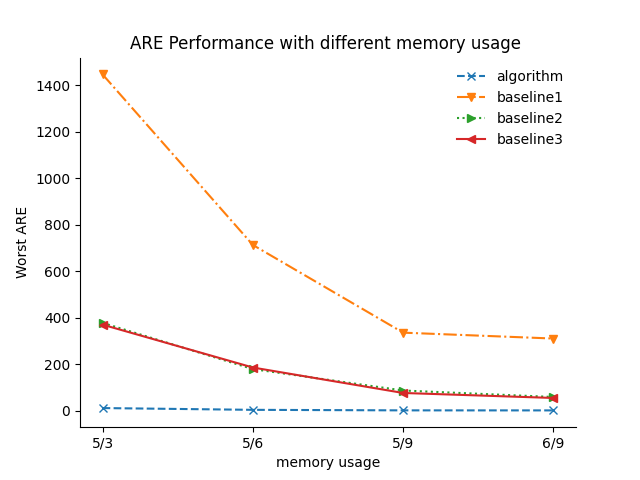 ARE Performance with different memory usage
algorithm
baseline1
baseline2
baseline3
Worst ARE
1400
1200
1000
800
600
400
200
0
5/3 5/6 5/9 6/9
memory usage